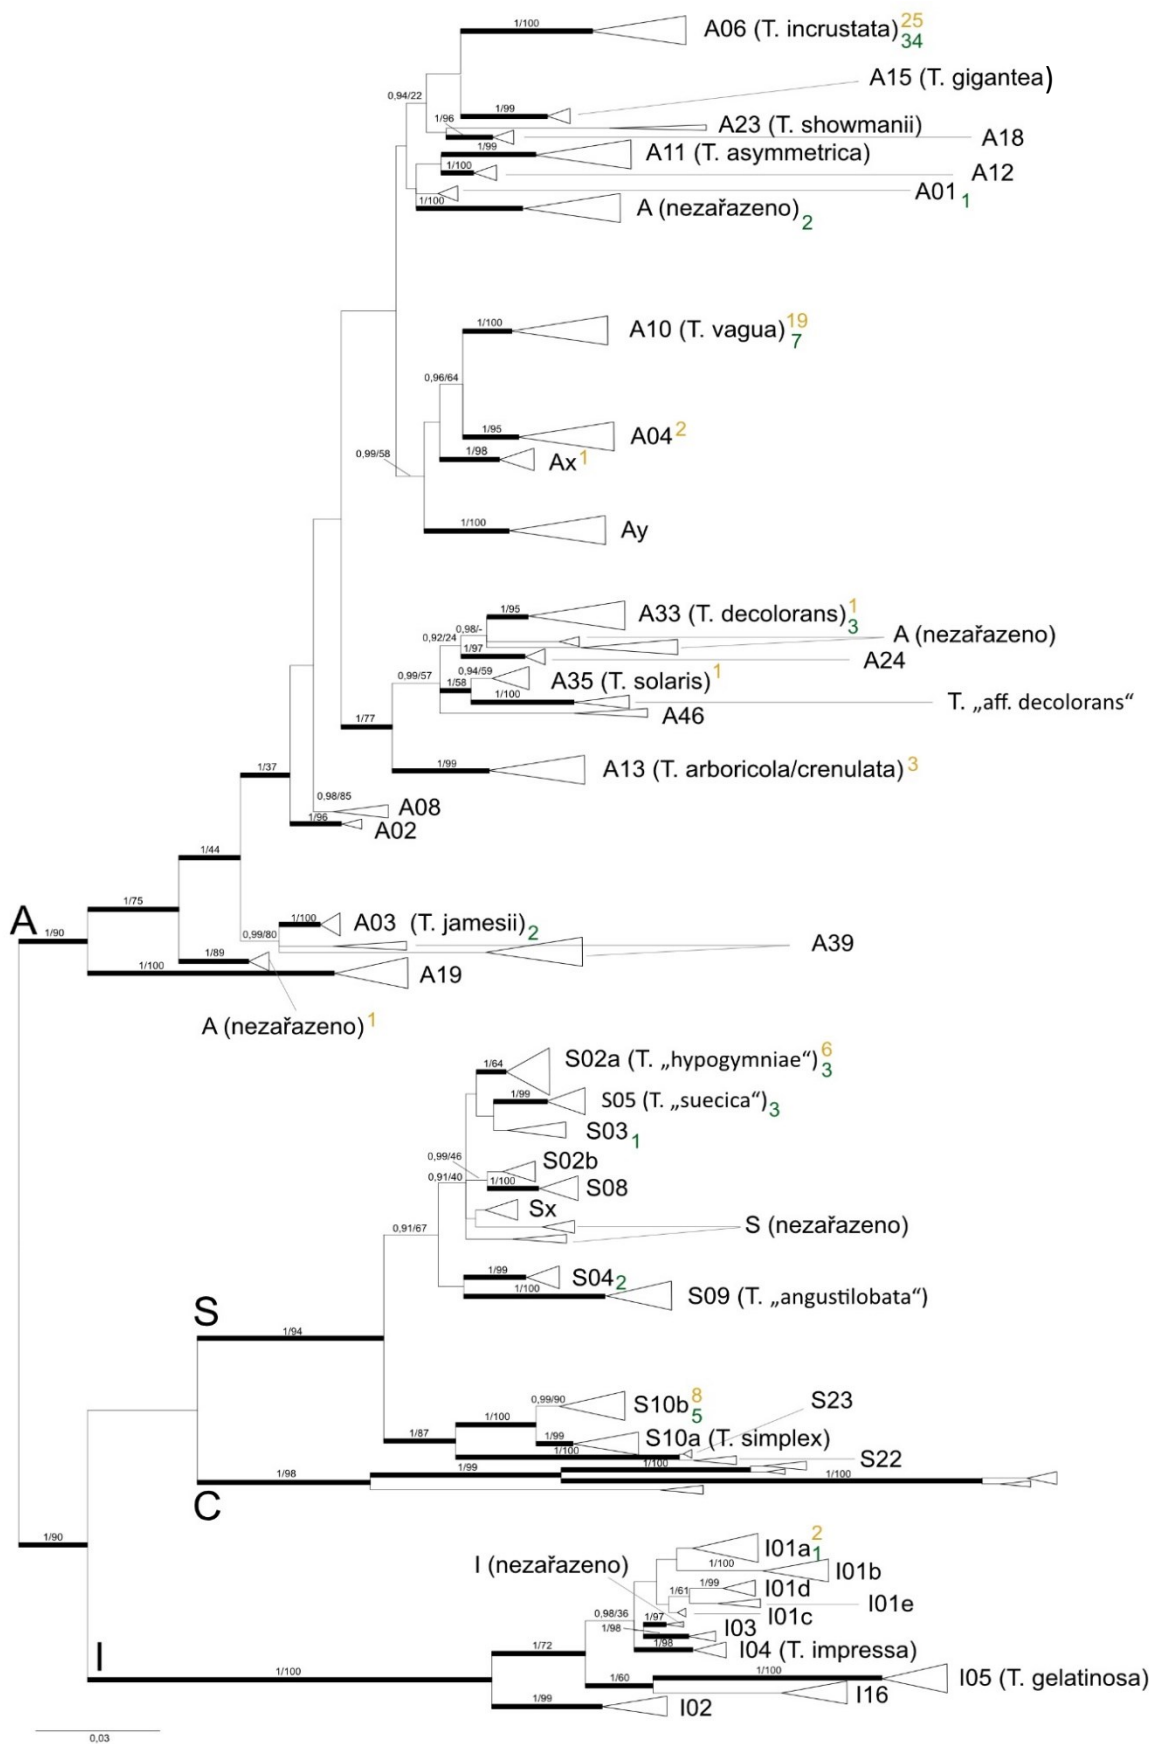 1/100
A06 (T. incrustata) 25
34
A15 (T. gigantea)
0,94/22
1/99
1/96
A23 (T. showmanii)
A18
1/99
A11 (T. asymmetrica)
1/100
A12
A01 1
1/100
A (nezařazeno) 2
1/100
A10 (T. vagua) 19
7
0,96/64
1/95
A04 2
1/98
Ax 1
0,99/58
1/100
Ay
1/95
A33 (T. decolorans) 1
3
0,98/-
0,92/24
A (nezařazeno)
1/97
A24
0,99/57
0,94/59
1/58
A35 (T. solaris) 1
1/100
T. „aff. decolorans“
A46
1/77
1/99
A13 (T. arboricola/crenulata) 3
1/37
0,98/85
A08
1/96
A02
1/44
1/75
A
1/90
1/100
A03 (T. jamesii) 2
0,99/80
A39
1/89
1/100
A19
A (nezařazeno) 1
1/64
S02a (T. „hypogymniae“) 6
3
1/99
S05 (T. „suecica“) 3
S03 1
0,99/46
S02b
0,91/40
1/100
S08
Sx
0,91/67
S (nezařazeno)
1/99
S04 2
1/100
S09 (T. „angustilobata“)
S
1/94
0,99/90
S10b 8
5
S23
1/100
1/87
1/99
S10a (T. simplex)
1/100
S22
1/100
1/99
1/98
1/100
C
1/90
I01a 2
1
I (nezařazeno)
1/100
I01b
1/99
I01d
1/61
I01e
I01c
0,98/36
1/97
1/98
I03
1/98
I04 (T. impressa)
1/72
I
1/100
1/60
1/100
I05 (T. gelatinosa)
I16
1/99
I02
0,03